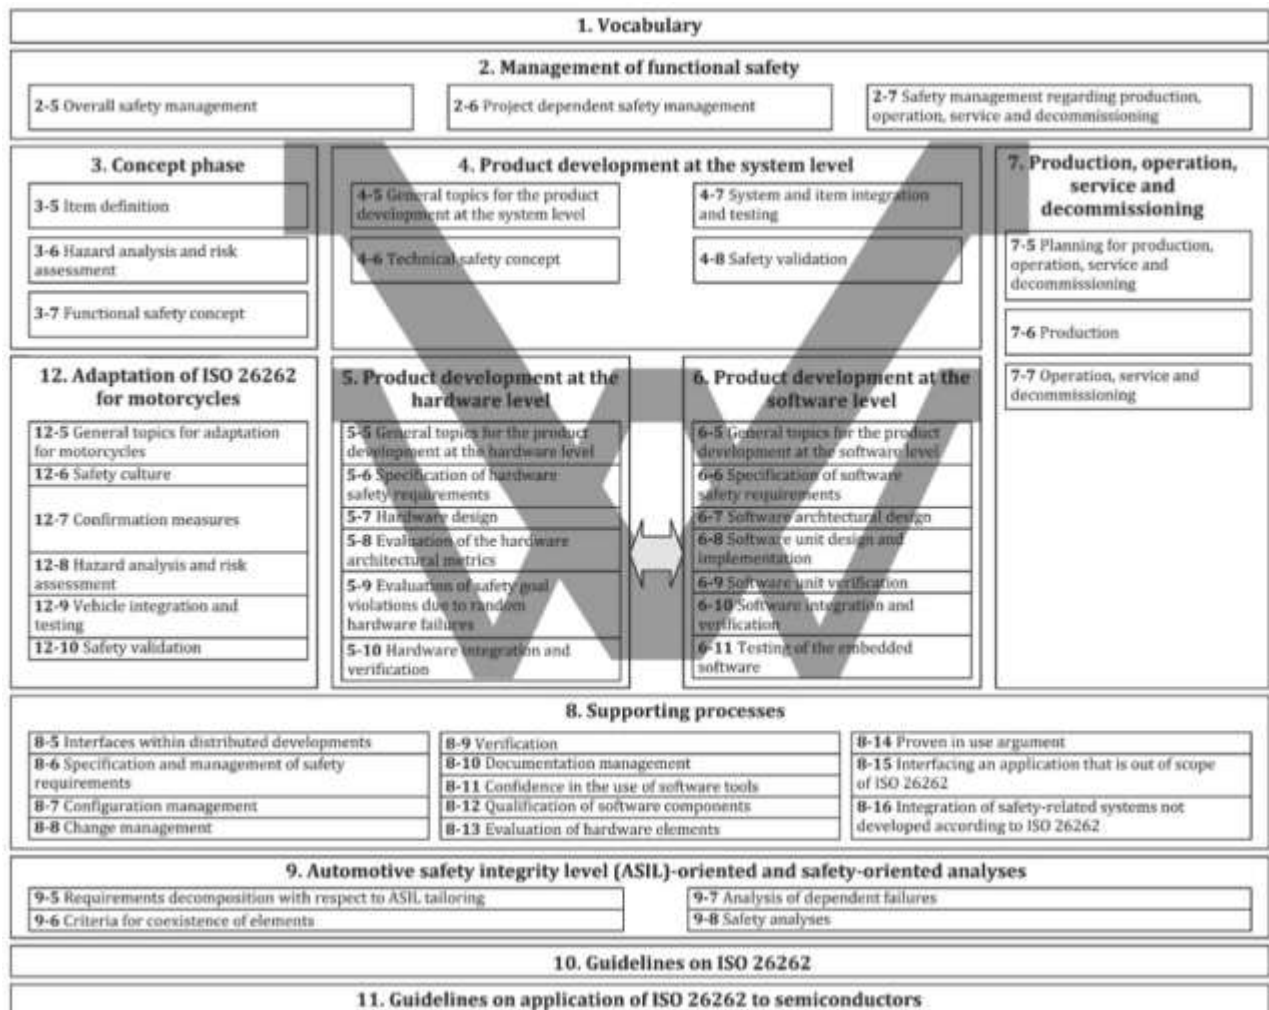 1. Vocabulary
2. Management of functional safety
2-5 Overall safety management
2-6 Project dependent safety management
2-7 Safety management regarding production,
operation, service and decommissioning
3. Concept phase
3-5 Item definition
3-6 Hazard analysis and risk
assessment
3-7 Functional safety concept
4. Product development at the system level
4-5 General topics for the product
development at the system level
4-6 Technical safety concept
4-7 System and item integration
and testing
4-8 Safety validation
7. Production, operation,
service and
decommissioning
7-5 Planning for production,
operation, service and
decommissioning
7-6 Production
7-7 Operation, service and
decommissioning
12. Adaptation of ISO 26262
for motorcycles
12-5 General topics for adaptation
for motorcycles
12-6 Safety culture
12-7 Confirmation measures
12-8 Hazard analysis and risk
assessment
12-9 Vehicle integration and
testing
12-10 Safety validation
5. Product development at the
hardware level
5-5 General topics for the product
development at the hardware level
5-6 Specification of hardware
safety requirements
5-7 Hardware design
5-8 Evaluation of the hardware
architectural metrics
5-9 Evaluation of safety goal
violations due to random
hardware failures
5-10 Hardware integration and
verification
6. Product development at the
software level
6-5 General topics for the product
development at the software level
6-6 Specification of software
safety requirements
6-7 Software archtectural design
6-8 Software unit design and
implementation
6-9 Software unit verification
6-10 Software integration and
verification
6-11 Testing of the embedded
software
8. Supporting processes
8-5 Interfaces within distributed developments
8-6 Specification and management of safety
requirements
8-7 Configuration management
8-8 Change management
8-9 Verification
8-10 Documentation management
8-11 Confidence in the use of software tools
8-12 Qualification of software components
8-13 Evaluation of hardware elements
8-14 Proven in use argument
8-15 Interfacing an application that is out of scope
of ISO 26262
8-16 Integration of safety-related systems not
developed according to ISO 26262
9. Automotive safety integrity level (ASIL)-oriented and safety-oriented analyses
9-5 Requirements decomposition with respect to ASIL tailoring
9-6 Criteria for coexistence of elements
9-7 Analysis of dependent failures
9-8 Safety analyses
10. Guidelines on ISO 26262
11. Guidelines on application of ISO 26262 to semiconductors